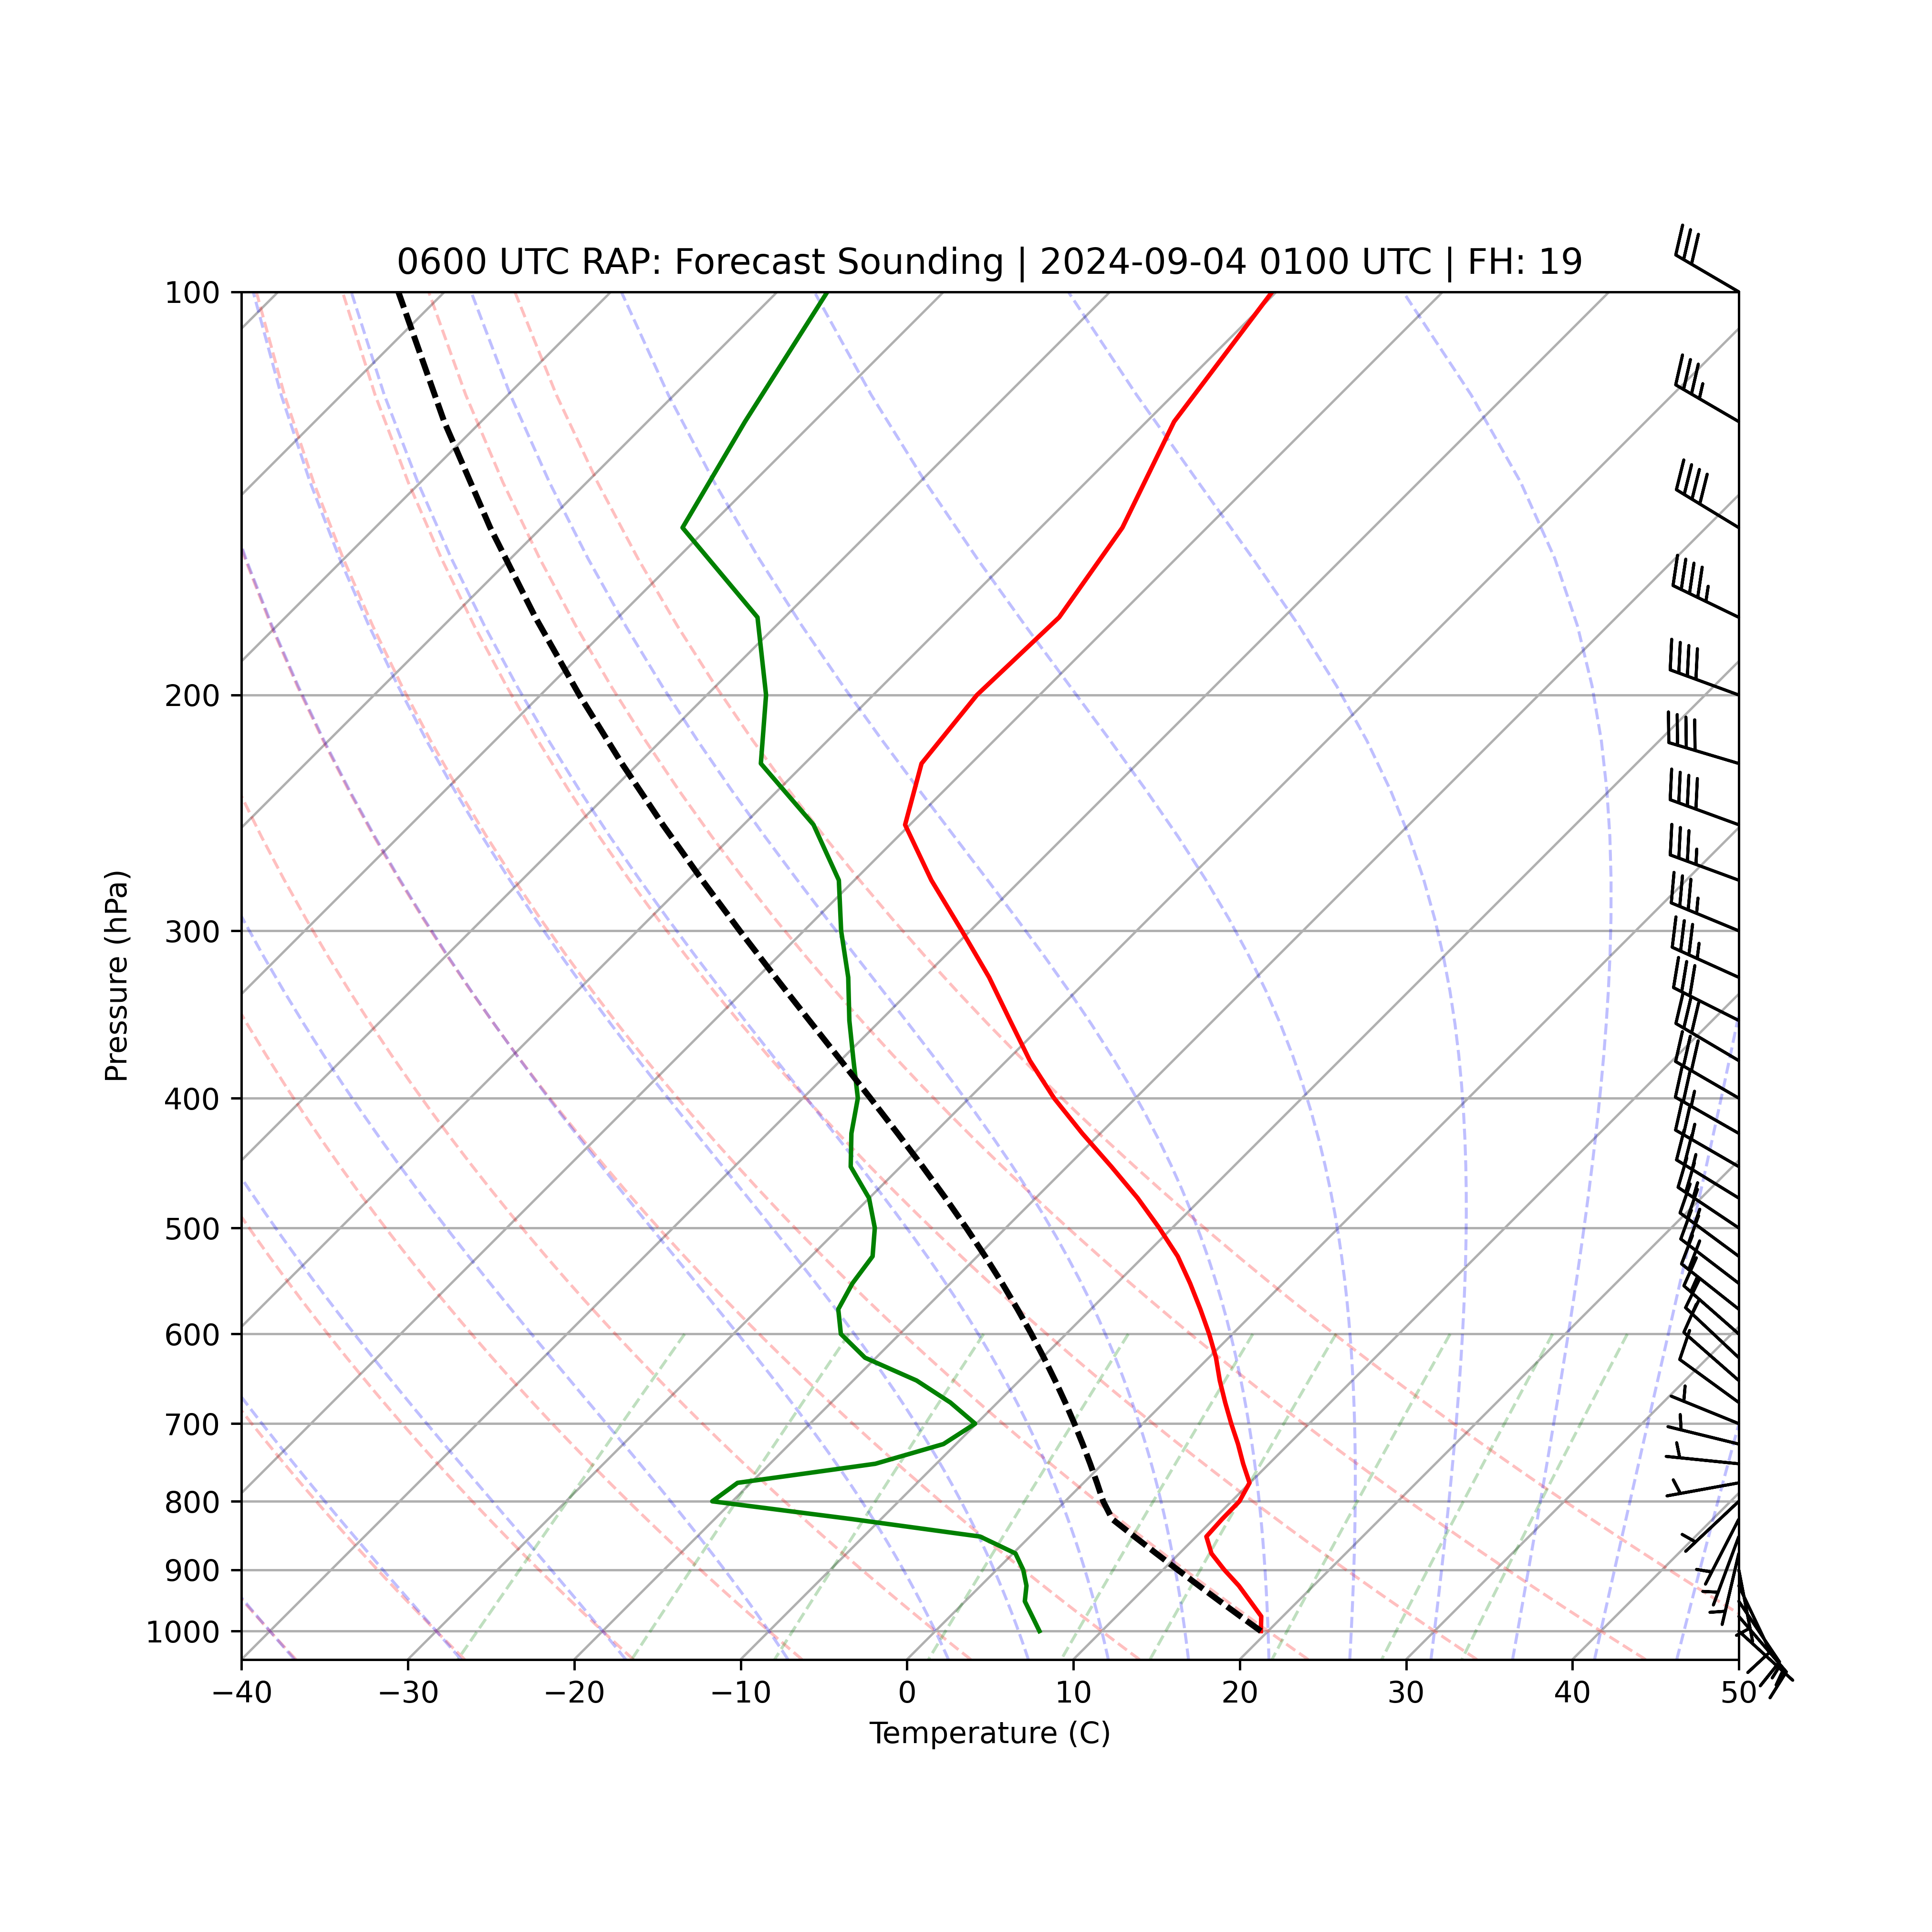 0600 UTC RAP: Forecast Sounding | 2024-09-04 0100 UTC | FH: 19
100
200
300
400
500
600
700
800
900
1000
Pressure (hPa)
−40 −30 −20 −10 0 10 20 30 40 50
Temperature (C)